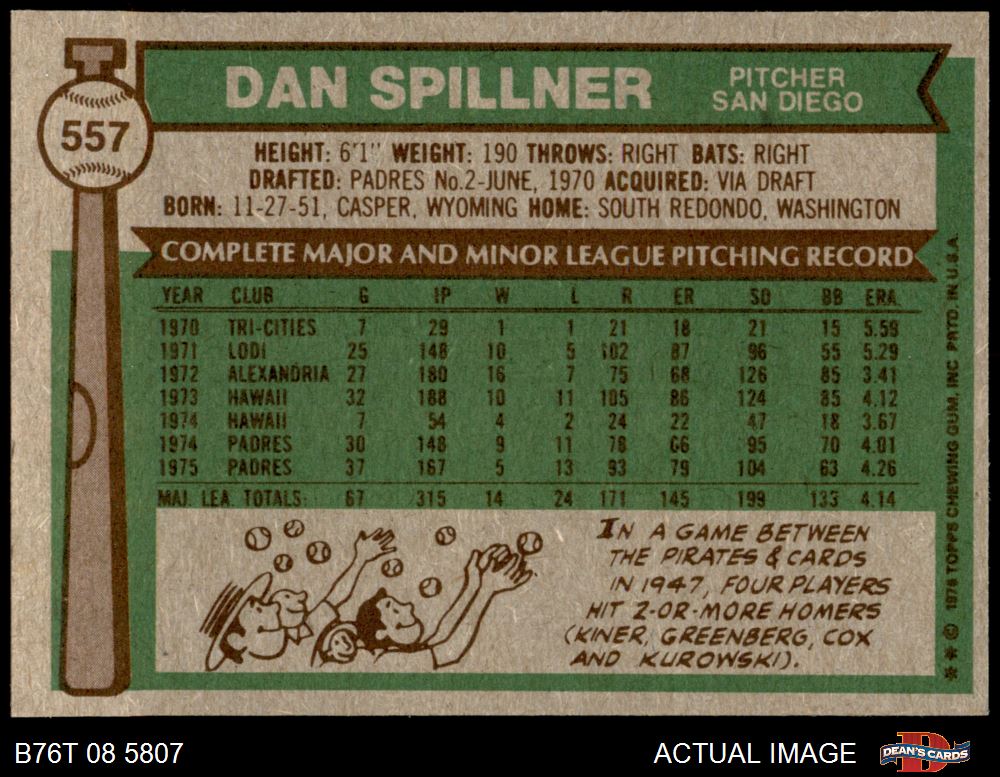 DAN SPILLNER
PITCHER
SAN DIEGO
557
HEIGHT: 6'1" WEIGHT: 190 THROWS: RIGHT BATS: RIGHT
DRAFTED: PADRES No.2-JUNE, 1970 ACQUIRED: VIA DRAFT
BORN: 11-27-51, CASPER, WYOMING HOME: SOUTH REDONDO, WASHINGTON
COMPLETE MAJOR AND MINOR LEAGUE PITCHING RECORD
YEAR CLUB G IP W L R ER SO BB ERA.
1970 TRI-CITIES 7 29 1 1 21 18 21 15 5.59
1971 LODI 25 148 10 5 102 87 96 55 5.29
1972 ALEXANDRIA 27 180 16 7 75 68 126 85 3.41
1973 HAWAII 32 188 10 11 105 86 124 85 4.12
1974 HAWAII 7 54 4 2 24 22 47 18 3.67
1974 PADRES 30 148 9 11 78 66 95 70 4.01
1975 PADRES 37 167 5 13 93 79 104 63 4.26
MAJ. LEA. TOTALS: 67 315 14 24 171 145 199 133 4.14
IN A GAME BETWEEN
THE PIRATES & CARDS
IN 1947, FOUR PLAYERS
HIT 2-OR-MORE HOMERS
(KINER, GREENBERG, COX
AND KUROWSKI).
** © 1976 TOPPS CHEWING GUM, INC. PRTD. IN U.S.A.
B76T 08 5807
ACTUAL IMAGE
D
DEAN'S CARDS